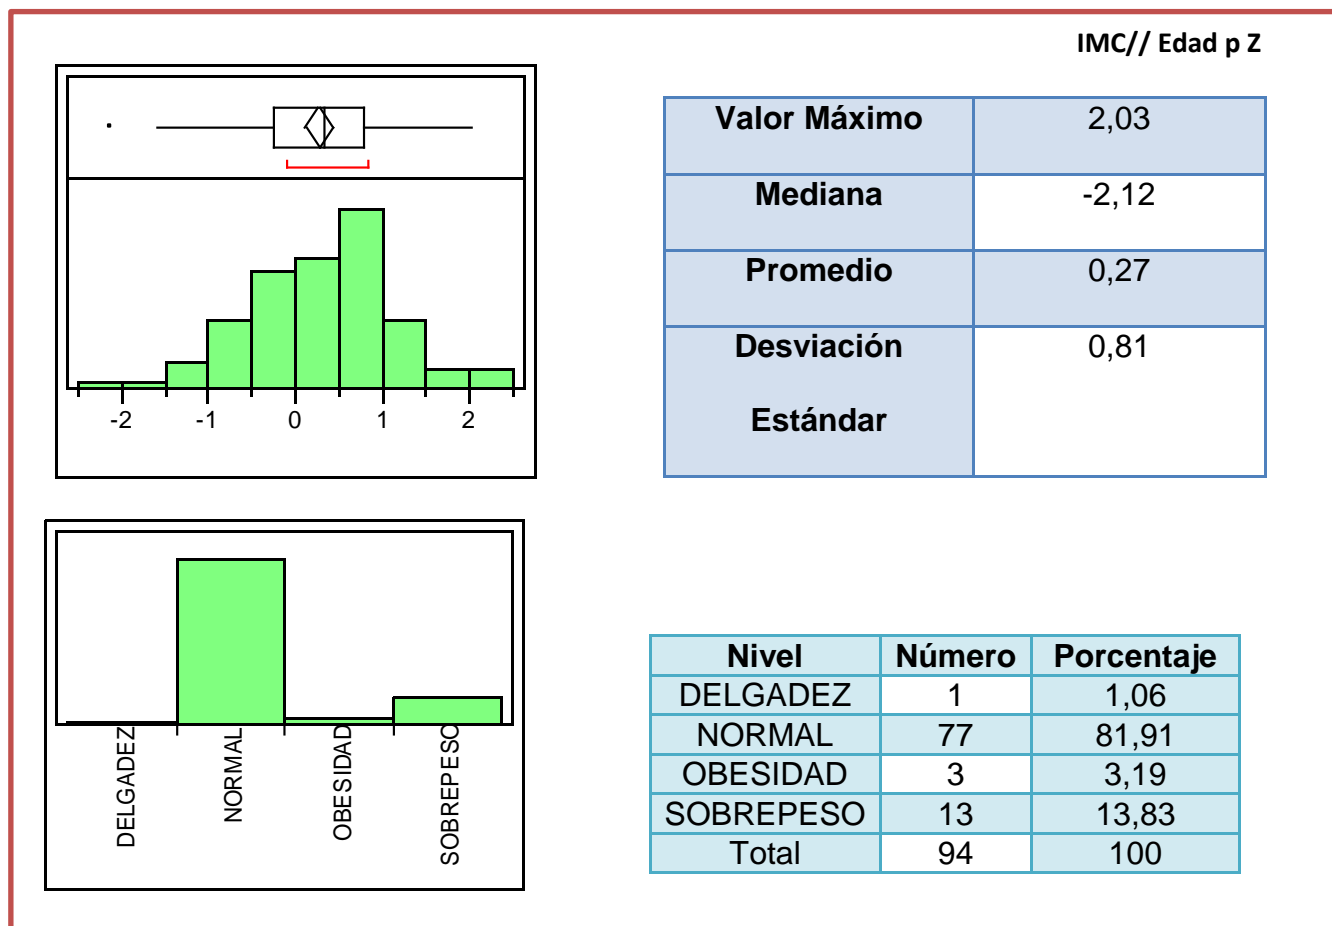 IMC// Edad p Z
-2 -1 0 1 2
Valor Máximo 2,03
Mediana -2,12
Promedio 0,27
Desviación 0,81
Estándar
DELGADEZ
NORMAL
OBESIDAD
SOBREPESO
Nivel Número Porcentaje
DELGADEZ 1 1,06
NORMAL 77 81,91
OBESIDAD 3 3,19
SOBREPESO 13 13,83
Total 94 100